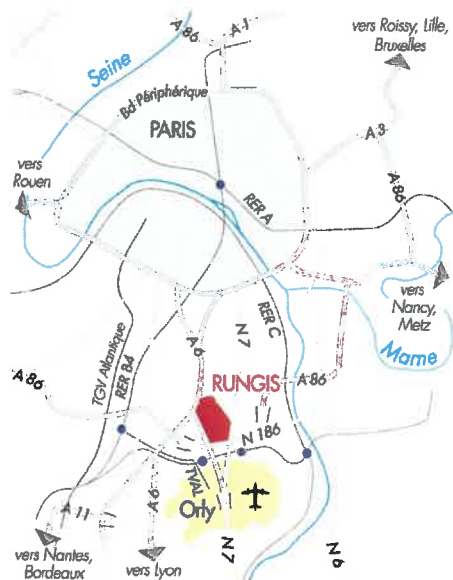 A 86
A 1
vers Roissy, Lille,
Bruxelles
Seine
Bd Périphérique
PARIS
A 3
vers
Rouen
RER A
A 86
vers
Nancy,
Metz
RER C
Marne
TGV Atlantique
RER B4
A 6
N 7
A 86
RUNGIS
A 86
N 186
TVAL
Orly
A 11
A 6
N 7
N 6
vers Nantes,
Bordeaux
vers Lyon